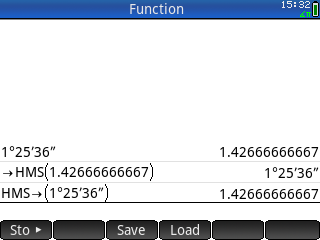 Function 15:32
∡π
1°25′36″ 1.42666666667
→HMS(1.42666666667) 1°25′36″
HMS→(1°25′36″) 1.42666666667
Sto ▶ Save Load